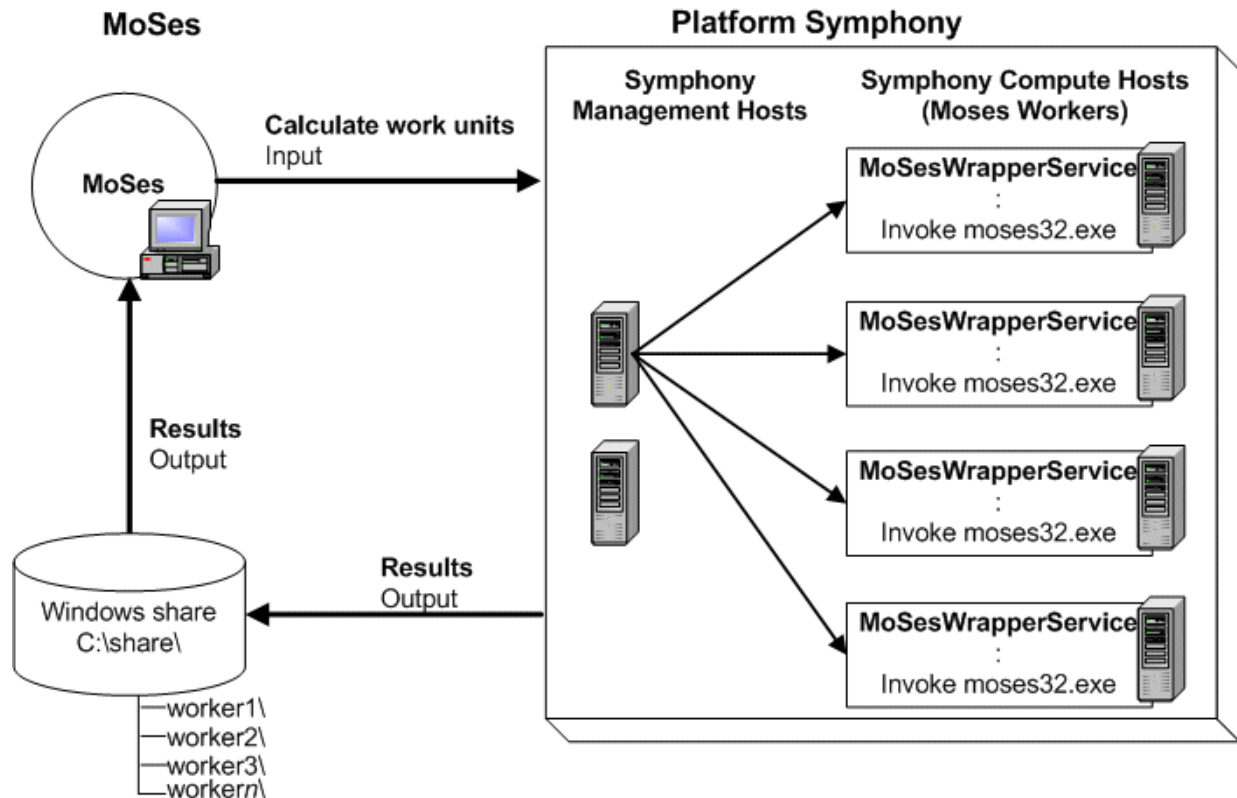 MoSes
Platform Symphony
MoSes
Calculate work units
Input
Symphony
Management Hosts
Symphony Compute Hosts
(Moses Workers)
MoSesWrapperService
:
Invoke moses32.exe
MoSesWrapperService
:
Invoke moses32.exe
MoSesWrapperService
:
Invoke moses32.exe
MoSesWrapperService
:
Invoke moses32.exe
Results
Output
Results
Output
Windows share
C:\share\
worker1\
worker2\
worker3\
workern\